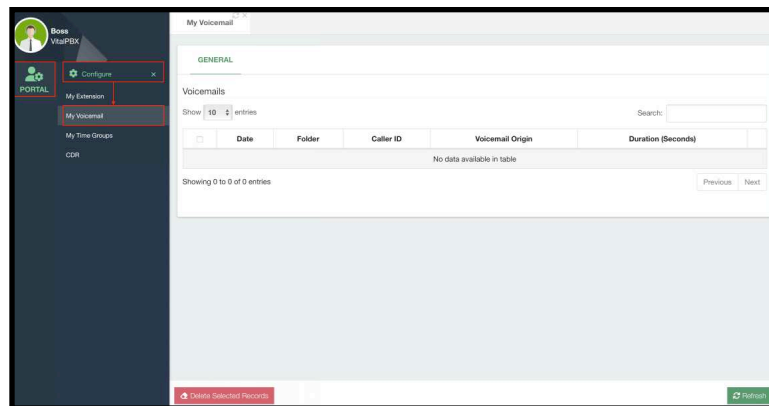 Boss
VitalPBX
PORTAL
Configure
×
My Extension
My Voicemail
My Time Groups
CDR
My Voicemail
GENERAL
Voicemails
Show 10 entries
Search:
Date Folder Caller ID Voicemail Origin Duration (Seconds)
No data available in table
Showing 0 to 0 of 0 entries
Previous Next
Delete Selected Records
Refresh